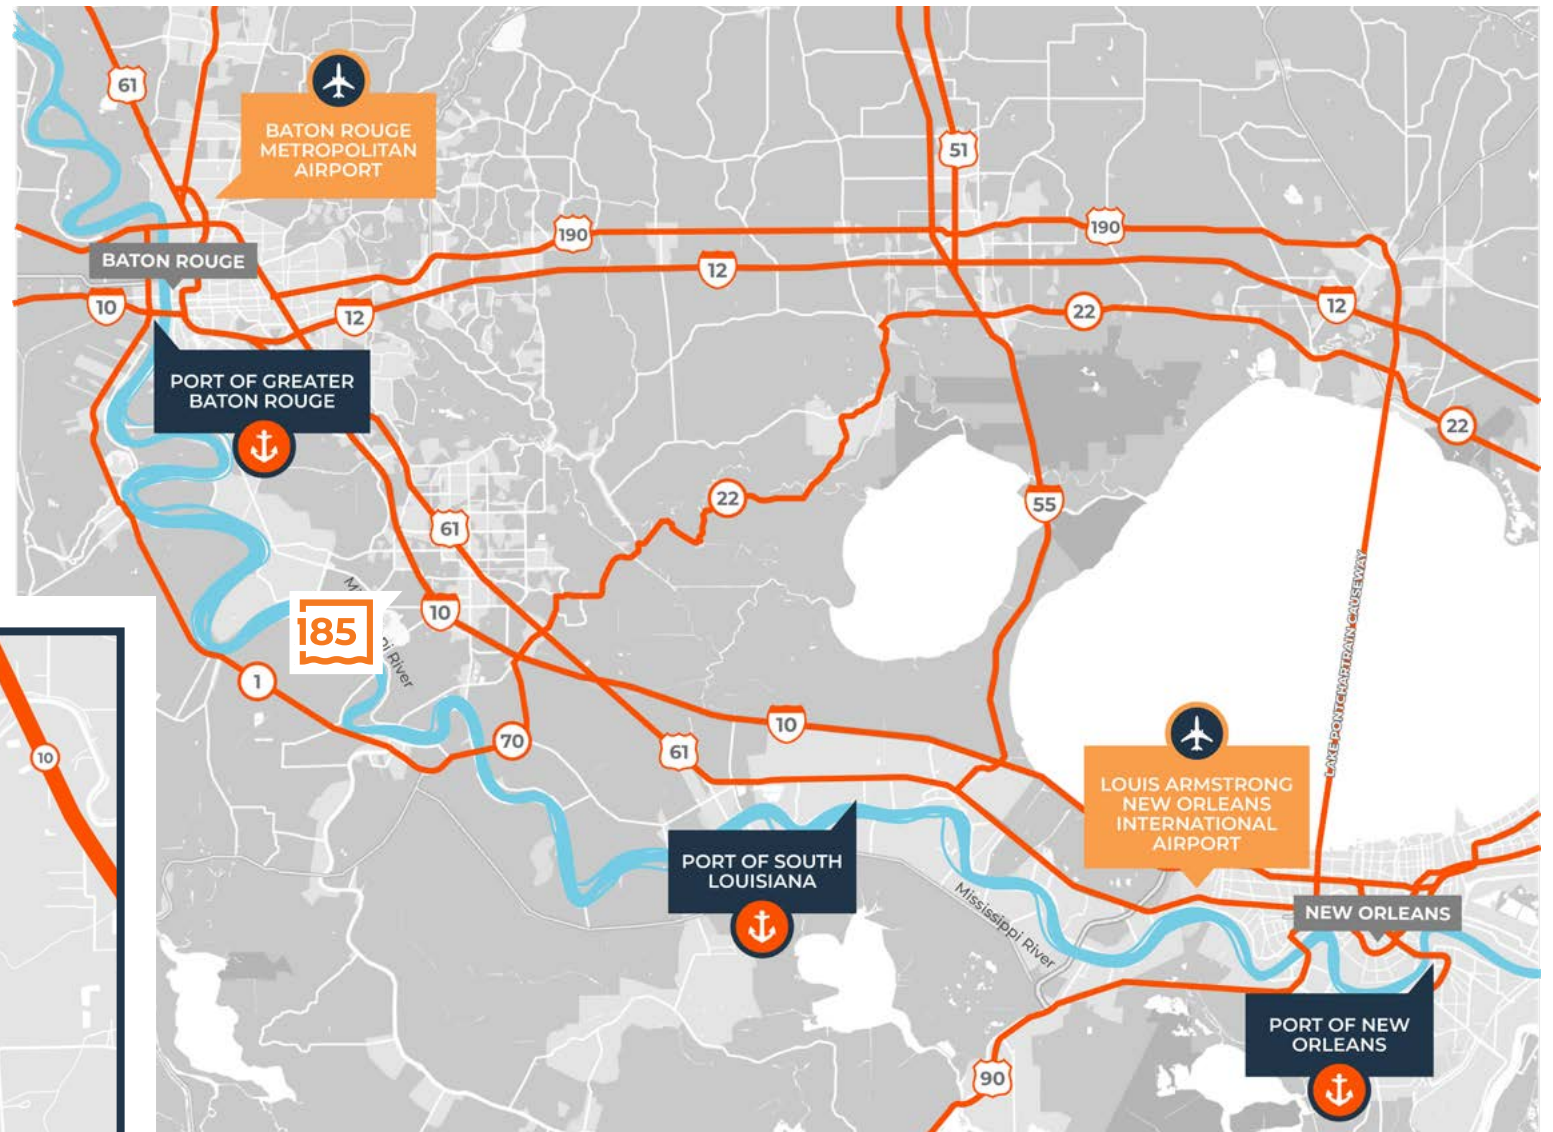 61
BATON ROUGE
METROPOLITAN
AIRPORT
51
190
190
BATON ROUGE
12
10
12
22
12
PORT OF GREATER
BATON ROUGE
22
22
55
61
LAKE PONTCHARTRAIN CAUSEWAY
10
185
pi River
1
70
10
61
10
LOUIS ARMSTRONG
NEW ORLEANS
INTERNATIONAL
AIRPORT
PORT OF SOUTH
LOUISIANA
Mississippi River
NEW ORLEANS
PORT OF NEW
ORLEANS
90